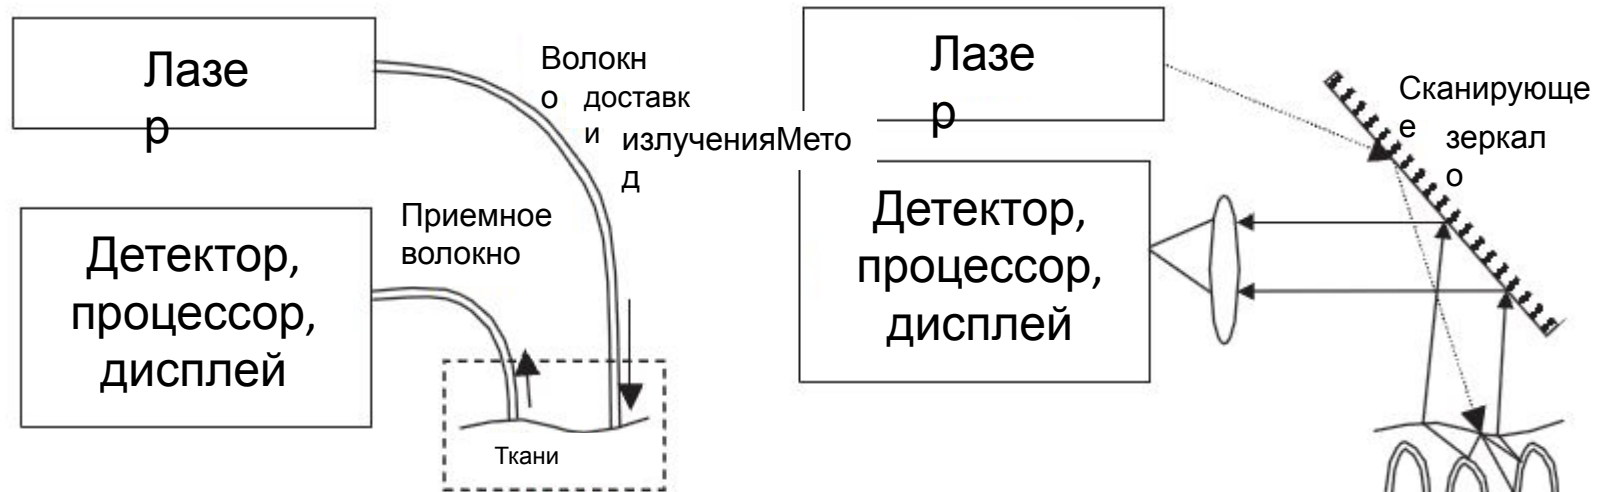 Лазе
р
Волокн
о доставк
и излученияМето
д
Приемное
волокно
Детектор,
процессор,
дисплей
Ткани
Лазе
р
Сканирующе
е зеркал
о
Детектор,
процессор,
дисплей